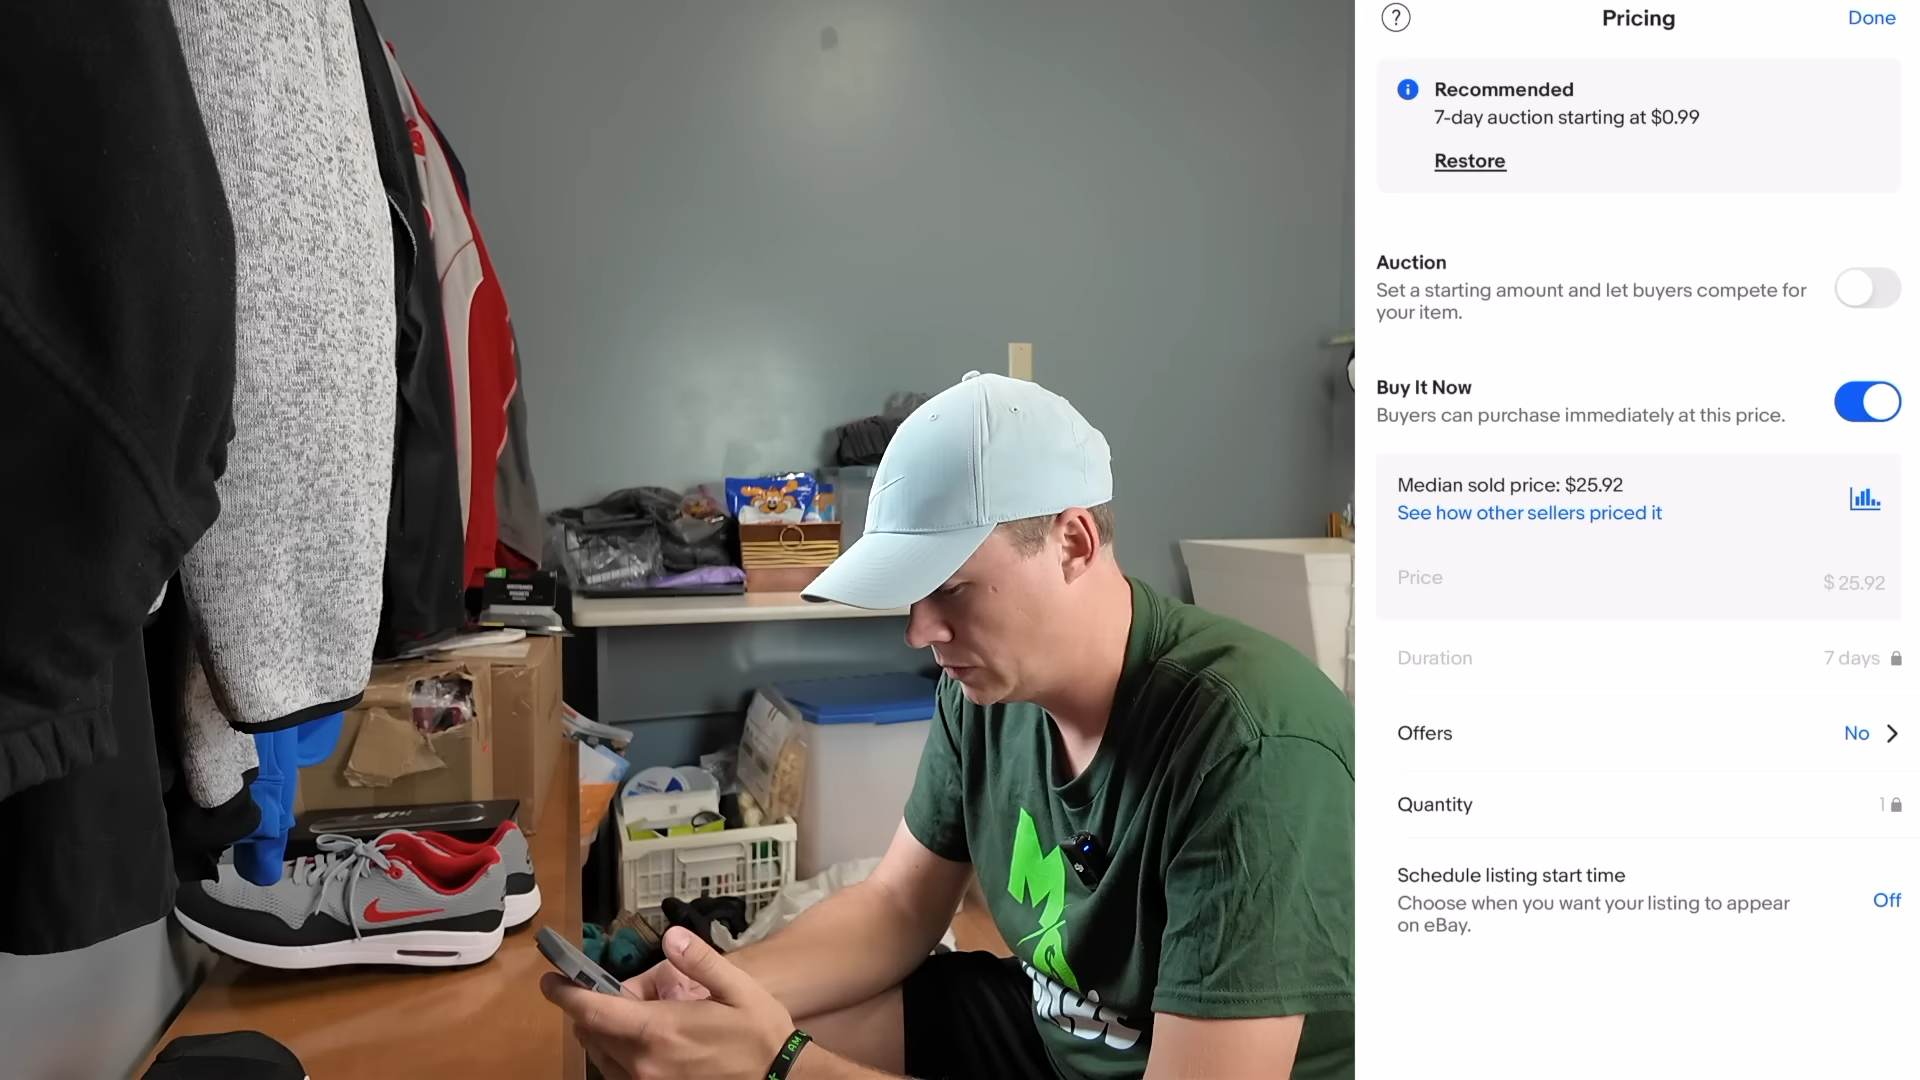 ?
Pricing
Done
Recommended
7-day auction starting at $0.99
Restore
Auction
Set a starting amount and let buyers compete for
your item.
Buy It Now
Buyers can purchase immediately at this price.
Median sold price: $25.92
See how other sellers priced it
Price
$ 25.92
Duration
7 days
Offers
No
Quantity
1
Schedule listing start time
Choose when you want your listing to appear
on eBay.
Off
I AM